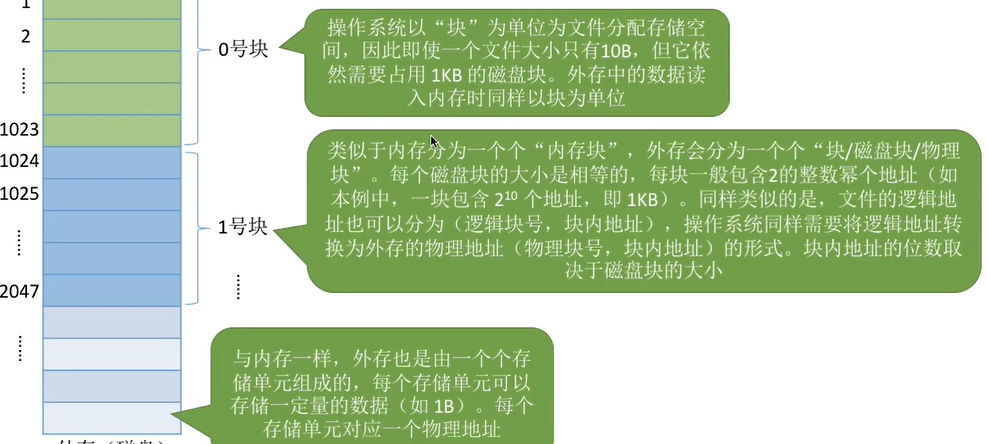 1
2
……
1023
1024
1025
……
2047
……
0号块
1号块
……
操作系统以“块”为单位为文件分配存储空
间，因此即使一个文件大小只有10B，但它依
然需要占用 1KB 的磁盘块。外存中的数据读
入内存时同样以块为单位
类似于内存分为一个个“内存块”，外存会分为一个个“块/磁盘块/物理
块”。每个磁盘块的大小是相等的，每块一般包含2的整数幂个地址（如
本例中，一块包含 2¹⁰ 个地址，即 1KB）。同样类似的是，文件的逻辑地
址也可以分为（逻辑块号，块内地址），操作系统同样需要将逻辑地址转
换为外存的物理地址（物理块号，块内地址）的形式。块内地址的位数取
决于磁盘块的大小
与内存一样，外存也是由一个个存
储单元组成的，每个存储单元可以
存储一定量的数据（如 1B）。每个
存储单元对应一个物理地址